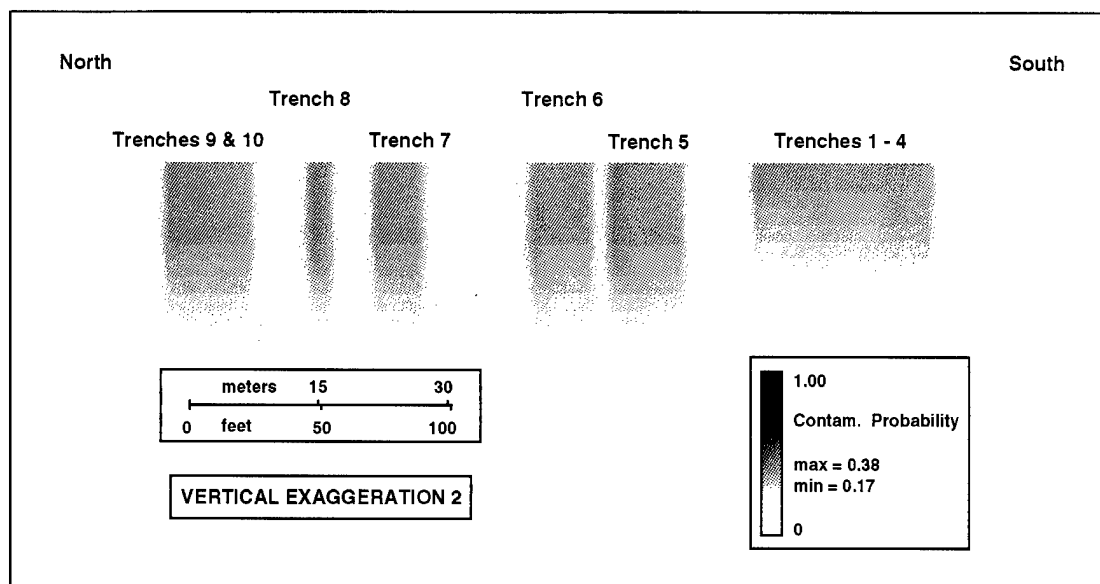 North
South
Trench 8
Trench 6
Trenches 9 & 10
Trench 7
Trench 5
Trenches 1 - 4
meters 15 30
0 feet 50 100
VERTICAL EXAGGERATION 2
1.00
Contam. Probability
max = 0.38
min = 0.17
0